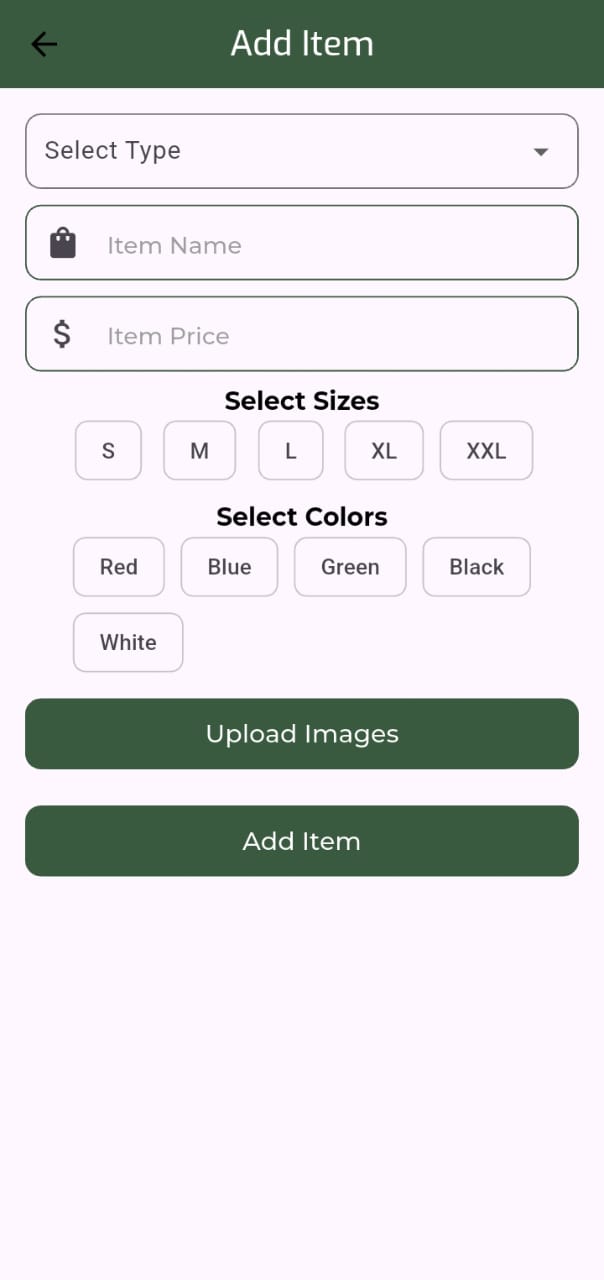 Add Item
Select Type
Item Name
$ Item Price
Select Sizes
S M L XL XXL
Select Colors
Red Blue Green Black
White
Upload Images
Add Item